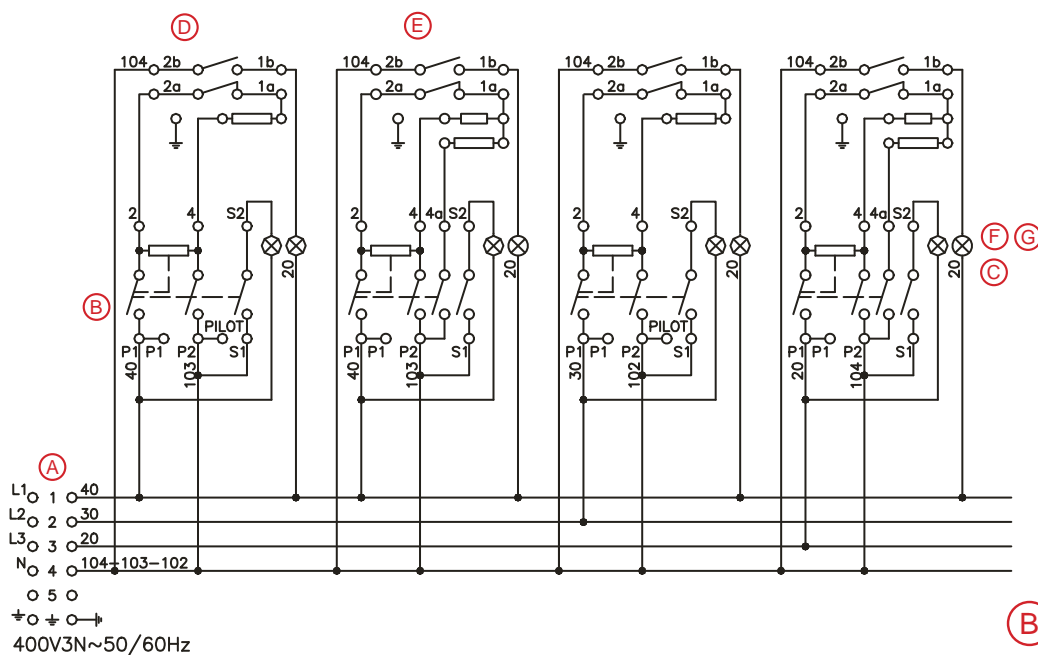 D E
104 2b 1b 104 2b 1b 104 2b 1b 104 2b 1b
2a 1a 2a 1a 2a 1a 2a 1a
2 4 S2 2 4 4a S2 2 4 S2 2 4 4a S2
F G
20 20 20 20
C
B
PILOT PILOT
P1 P1 P2 S1 P1 P1 P2 S1 P1 P1 P2 S1 P1 P1 P2 S1
40 103 40 103 30 102 20 104
A
L1 1 40
L2 2 30
L3 3 20
N 4 104-103-102
5
B
400V3N~50/60Hz